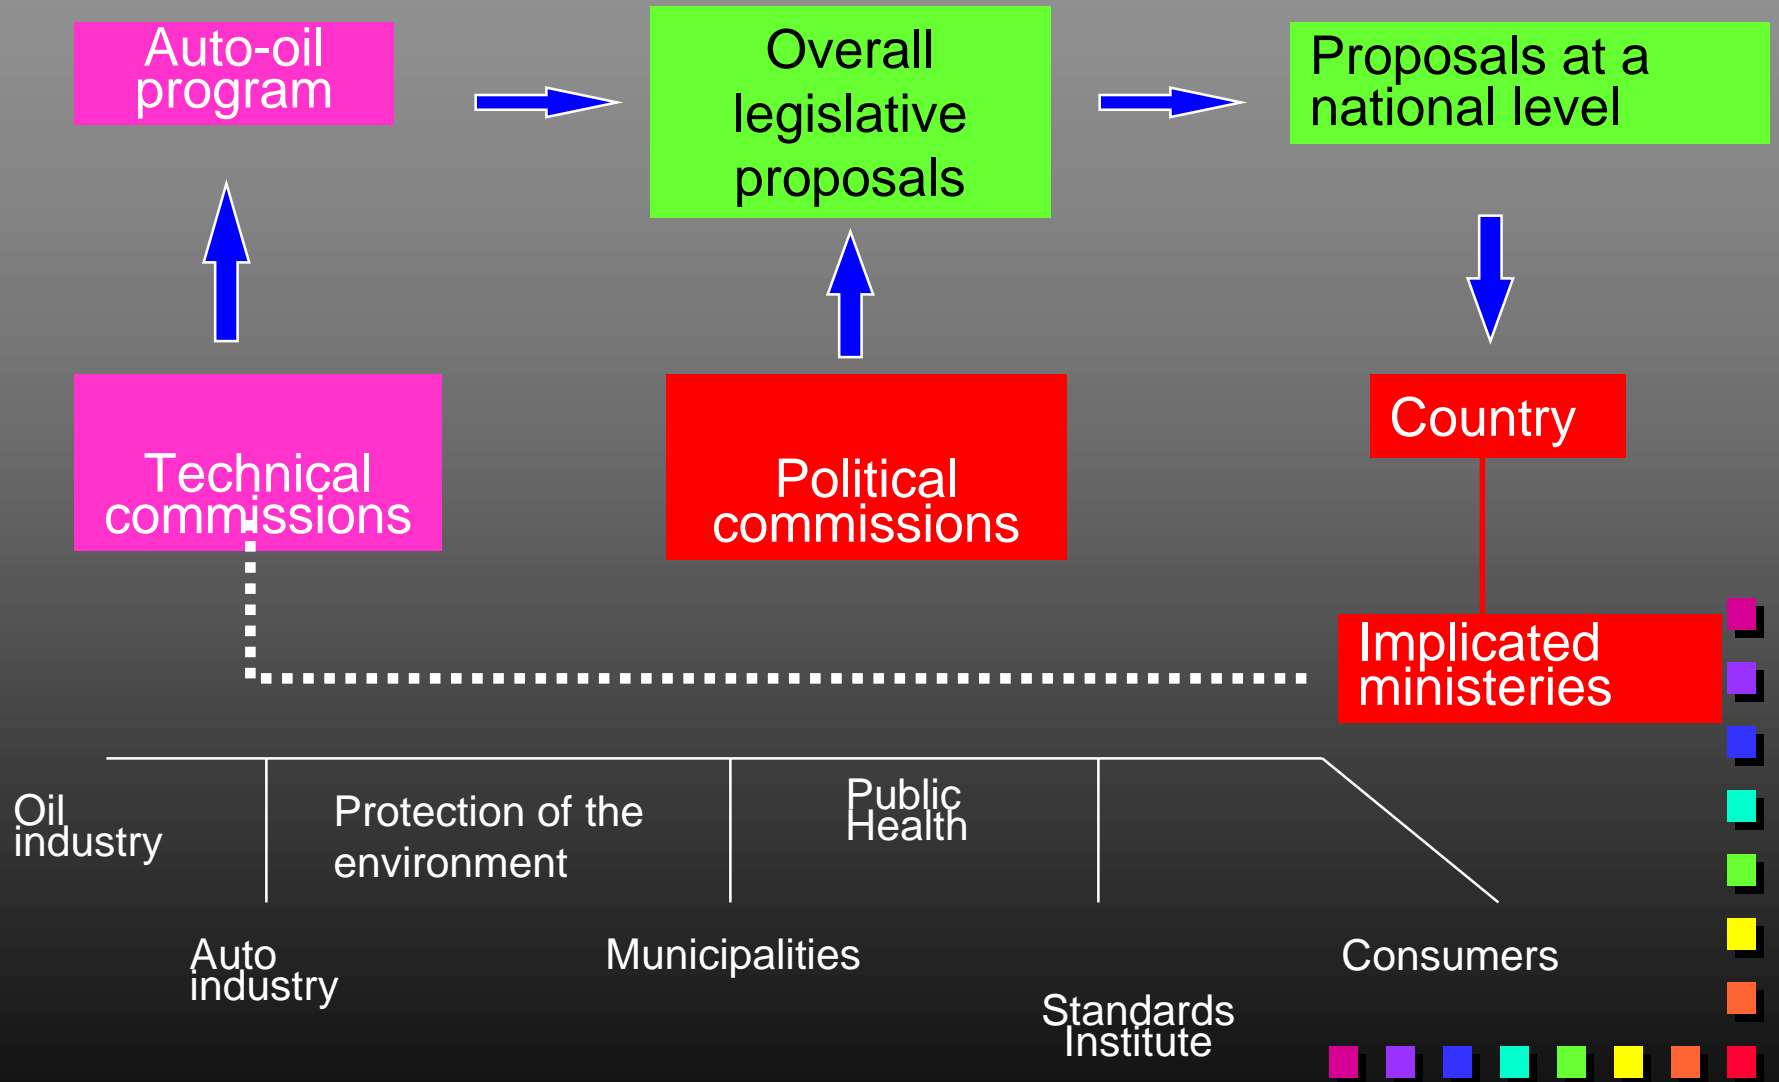 Auto-oil
program
Overall
legislative
proposals
Proposals at a
national level
Technical
commissions
Political
commissions
Country
Implicated
ministeries
Oil
industry
Protection of the
environment
Public
Health
Auto
industry
Municipalities
Standards
Institute
Consumers